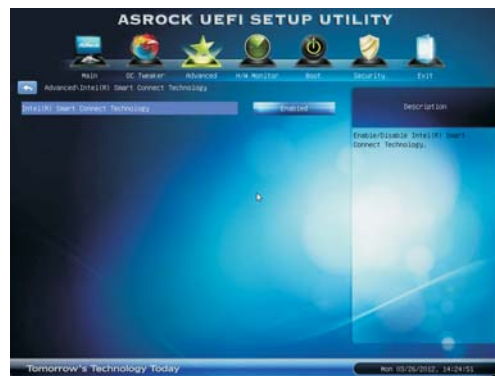 ASROCK UEFI SETUP UTILITY
Main OC Tweaker Advanced H/W Monitor Boot Security Exit
Advanced\Intel(R) Smart Connect Technology
Intel(R) Smart Connect Technology Enabled
Description
Enable/Disable Intel(R) Smart
Connect Technology.
Tomorrow's Technology Today
Mon 03/26/2012, 14:24:51